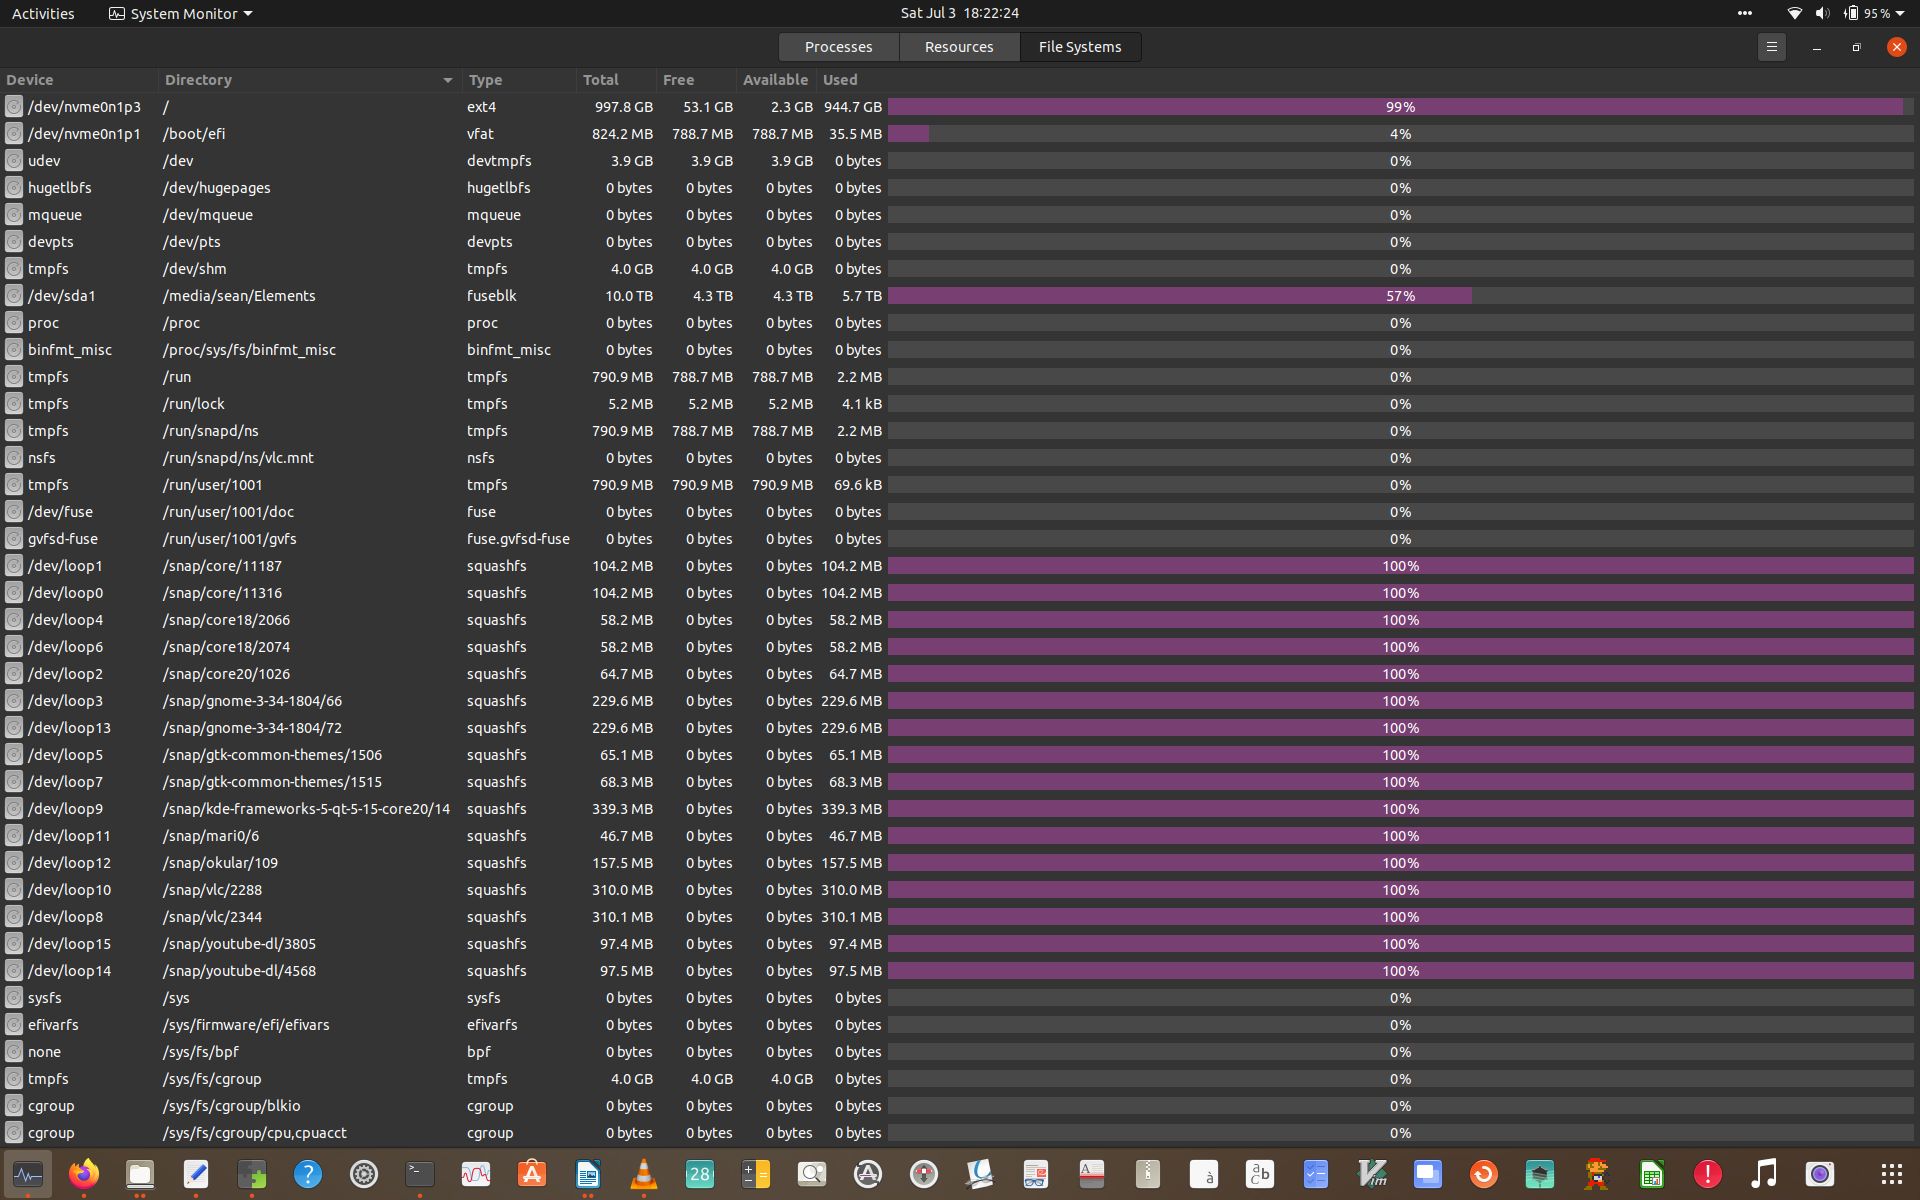 Activities System Monitor Sat Jul 3 18:22:24 95 %
Processes Resources File Systems
Device Directory Type Total Free Available Used
/dev/nvme0n1p3 / ext4 997.8 GB 53.1 GB 2.3 GB 944.7 GB 99%
/dev/nvme0n1p1 /boot/efi vfat 824.2 MB 788.7 MB 788.7 MB 35.5 MB 4%
udev /dev devtmpfs 3.9 GB 3.9 GB 3.9 GB 0 bytes 0%
hugetlbfs /dev/hugepages hugetlbfs 0 bytes 0 bytes 0 bytes 0 bytes 0%
mqueue /dev/mqueue mqueue 0 bytes 0 bytes 0 bytes 0 bytes 0%
devpts /dev/pts devpts 0 bytes 0 bytes 0 bytes 0 bytes 0%
tmpfs /dev/shm tmpfs 4.0 GB 4.0 GB 4.0 GB 0 bytes 0%
/dev/sda1 /media/sean/Elements fuseblk 10.0 TB 4.3 TB 4.3 TB 5.7 TB 57%
proc /proc proc 0 bytes 0 bytes 0 bytes 0 bytes 0%
binfmt_misc /proc/sys/fs/binfmt_misc binfmt_misc 0 bytes 0 bytes 0 bytes 0 bytes 0%
tmpfs /run tmpfs 790.9 MB 788.7 MB 788.7 MB 2.2 MB 0%
tmpfs /run/lock tmpfs 5.2 MB 5.2 MB 5.2 MB 4.1 kB 0%
tmpfs /run/snapd/ns tmpfs 790.9 MB 788.7 MB 788.7 MB 2.2 MB 0%
nsfs /run/snapd/ns/vlc.mnt nsfs 0 bytes 0 bytes 0 bytes 0 bytes 0%
tmpfs /run/user/1001 tmpfs 790.9 MB 790.9 MB 790.9 MB 69.6 kB 0%
/dev/fuse /run/user/1001/doc fuse 0 bytes 0 bytes 0 bytes 0 bytes 0%
gvfsd-fuse /run/user/1001/gvfs fuse.gvfsd-fuse 0 bytes 0 bytes 0 bytes 0 bytes 0%
/dev/loop1 /snap/core/11187 squashfs 104.2 MB 0 bytes 0 bytes 104.2 MB 100%
/dev/loop0 /snap/core/11316 squashfs 104.2 MB 0 bytes 0 bytes 104.2 MB 100%
/dev/loop4 /snap/core18/2066 squashfs 58.2 MB 0 bytes 0 bytes 58.2 MB 100%
/dev/loop6 /snap/core18/2074 squashfs 58.2 MB 0 bytes 0 bytes 58.2 MB 100%
/dev/loop2 /snap/core20/1026 squashfs 64.7 MB 0 bytes 0 bytes 64.7 MB 100%
/dev/loop3 /snap/gnome-3-34-1804/66 squashfs 229.6 MB 0 bytes 0 bytes 229.6 MB 100%
/dev/loop13 /snap/gnome-3-34-1804/72 squashfs 229.6 MB 0 bytes 0 bytes 229.6 MB 100%
/dev/loop5 /snap/gtk-common-themes/1506 squashfs 65.1 MB 0 bytes 0 bytes 65.1 MB 100%
/dev/loop7 /snap/gtk-common-themes/1515 squashfs 68.3 MB 0 bytes 0 bytes 68.3 MB 100%
/dev/loop9 /snap/kde-frameworks-5-qt-5-15-core20/14 squashfs 339.3 MB 0 bytes 0 bytes 339.3 MB 100%
/dev/loop11 /snap/mari0/6 squashfs 46.7 MB 0 bytes 0 bytes 46.7 MB 100%
/dev/loop12 /snap/okular/109 squashfs 157.5 MB 0 bytes 0 bytes 157.5 MB 100%
/dev/loop10 /snap/vlc/2288 squashfs 310.0 MB 0 bytes 0 bytes 310.0 MB 100%
/dev/loop8 /snap/vlc/2344 squashfs 310.1 MB 0 bytes 0 bytes 310.1 MB 100%
/dev/loop15 /snap/youtube-dl/3805 squashfs 97.4 MB 0 bytes 0 bytes 97.4 MB 100%
/dev/loop14 /snap/youtube-dl/4568 squashfs 97.5 MB 0 bytes 0 bytes 97.5 MB 100%
sysfs /sys sysfs 0 bytes 0 bytes 0 bytes 0 bytes 0%
efivarfs /sys/firmware/efi/efivars efivarfs 0 bytes 0 bytes 0 bytes 0 bytes 0%
none /sys/fs/bpf bpf 0 bytes 0 bytes 0 bytes 0 bytes 0%
tmpfs /sys/fs/cgroup tmpfs 4.0 GB 4.0 GB 4.0 GB 0 bytes 0%
cgroup /sys/fs/cgroup/blkio cgroup 0 bytes 0 bytes 0 bytes 0 bytes 0%
cgroup /sys/fs/cgroup/cpu,cpuacct cgroup 0 bytes 0 bytes 0 bytes 0 bytes 0%
28 à a b c Vim